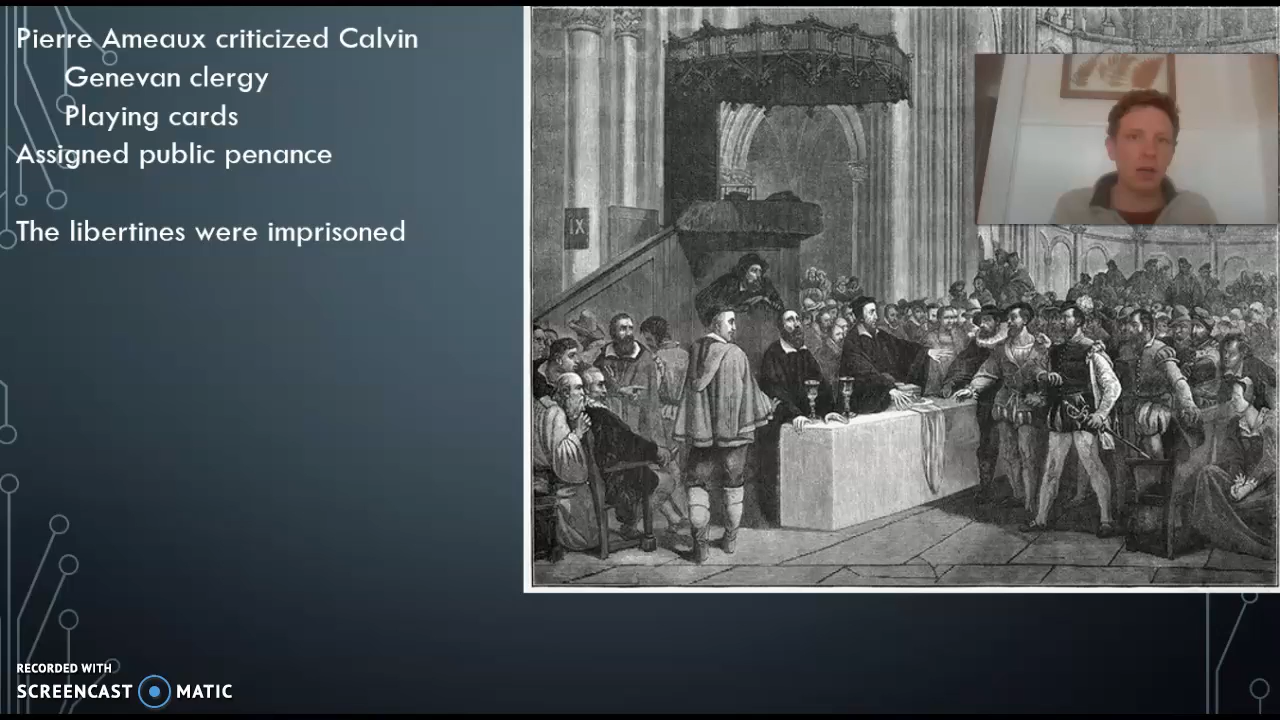 Pierre Ameaux criticized Calvin
Genevan clergy
Playing cards
Assigned public penance
The libertines were imprisoned
IX
RECORDED WITH
SCREENCAST MATIC